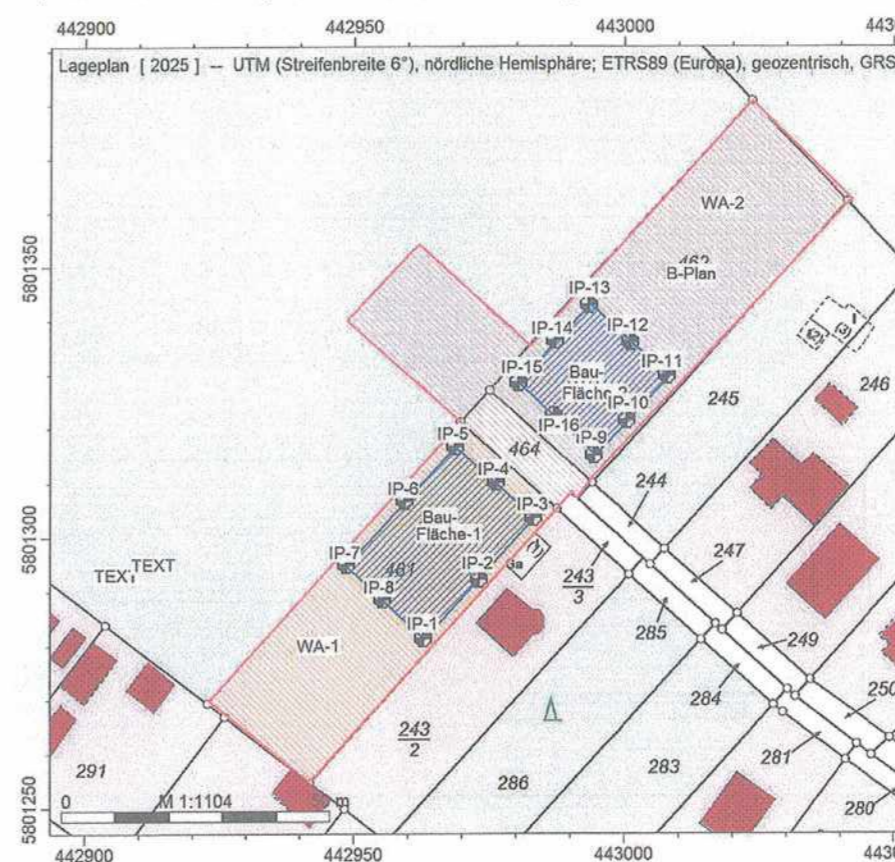 442900 442950 443000
Lageplan [ 2025 ] -- UTM (Streifenbreite 6°), nördliche Hemisphäre; ETRS89 (Europa), geozentrisch, GRS
WA-2
462
B-Plan
5801350
IP-13
IP-14
IP-12
IP-15
IP-11
Bau-
IP-10
IP-16
IP-9
(2)
(3)
245
246
IP-5
464
IP-4
IP-6
IP-3
Bau-
Fläche-1
244
5801300
IP-7
IP-2
(1)
Ga
461
IP-8
243
3
247
TEXT
IP-1
285
WA-1
249
284
250
243
2
281
291
286
283
280
0 M 1:1104 m
5801250
442900 442950 443000